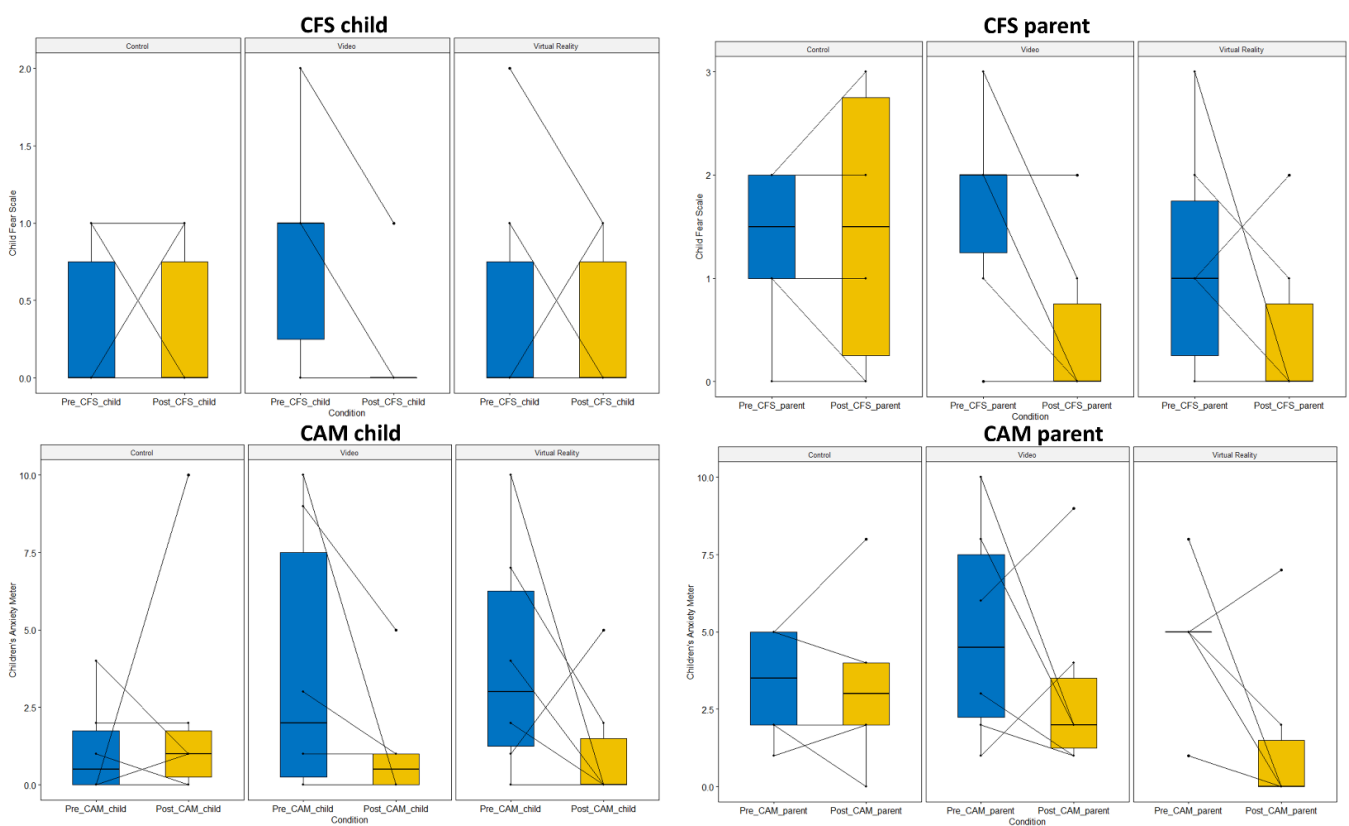 CFS child
Control Video Virtual Reality
Child Fear Scale
2.0
1.5
1.0
0.5
0.0
Pre_CFS_child Post_CFS_child Pre_CFS_child Post_CFS_child Pre_CFS_child Post_CFS_child
Condition
CFS parent
Control Video Virtual Reality
Child Fear Scale
3
2
1
0
Pre_CFS_parent Post_CFS_parent Pre_CFS_parent Post_CFS_parent Pre_CFS_parent Post_CFS_parent
Condition
CAM child
Control Video Virtual Reality
Children's Anxiety Meter
10.0
7.5
5.0
2.5
0.0
Pre_CAM_child Post_CAM_child Pre_CAM_child Post_CAM_child Pre_CAM_child Post_CAM_child
Condition
CAM parent
Control Video Virtual Reality
Children's Anxiety Meter
10.0
7.5
5.0
2.5
0.0
Pre_CAM_parent Post_CAM_parent Pre_CAM_parent Post_CAM_parent Pre_CAM_parent Post_CAM_parent
Condition